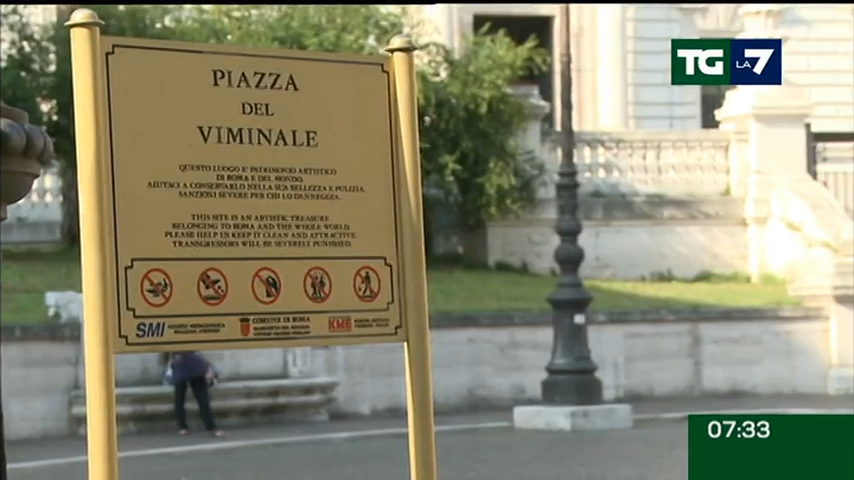 TG LA 7
PIAZZA
DEL
VIMINALE
QUESTO LUOGO E' PATRIMONIO ARTISTICO
DI ROMA E DEL MONDO.
AIUTACI A CONSERVARLO NELLA SUA BELLEZZA E PULIZIA.
SANZIONI SEVERE PER CHI LO DANNEGGIA.
THIS SITE IS AN ARTISTIC TREASURE
BELONGING TO ROMA AND THE WHOLE WORLD.
PLEASE HELP US KEEP IT CLEAN AND ATTRACTIVE.
TRANSGRESSORS WILL BE SEVERELY PUNISHED.
SMI
COMUNE DI ROMA
KME
07:33